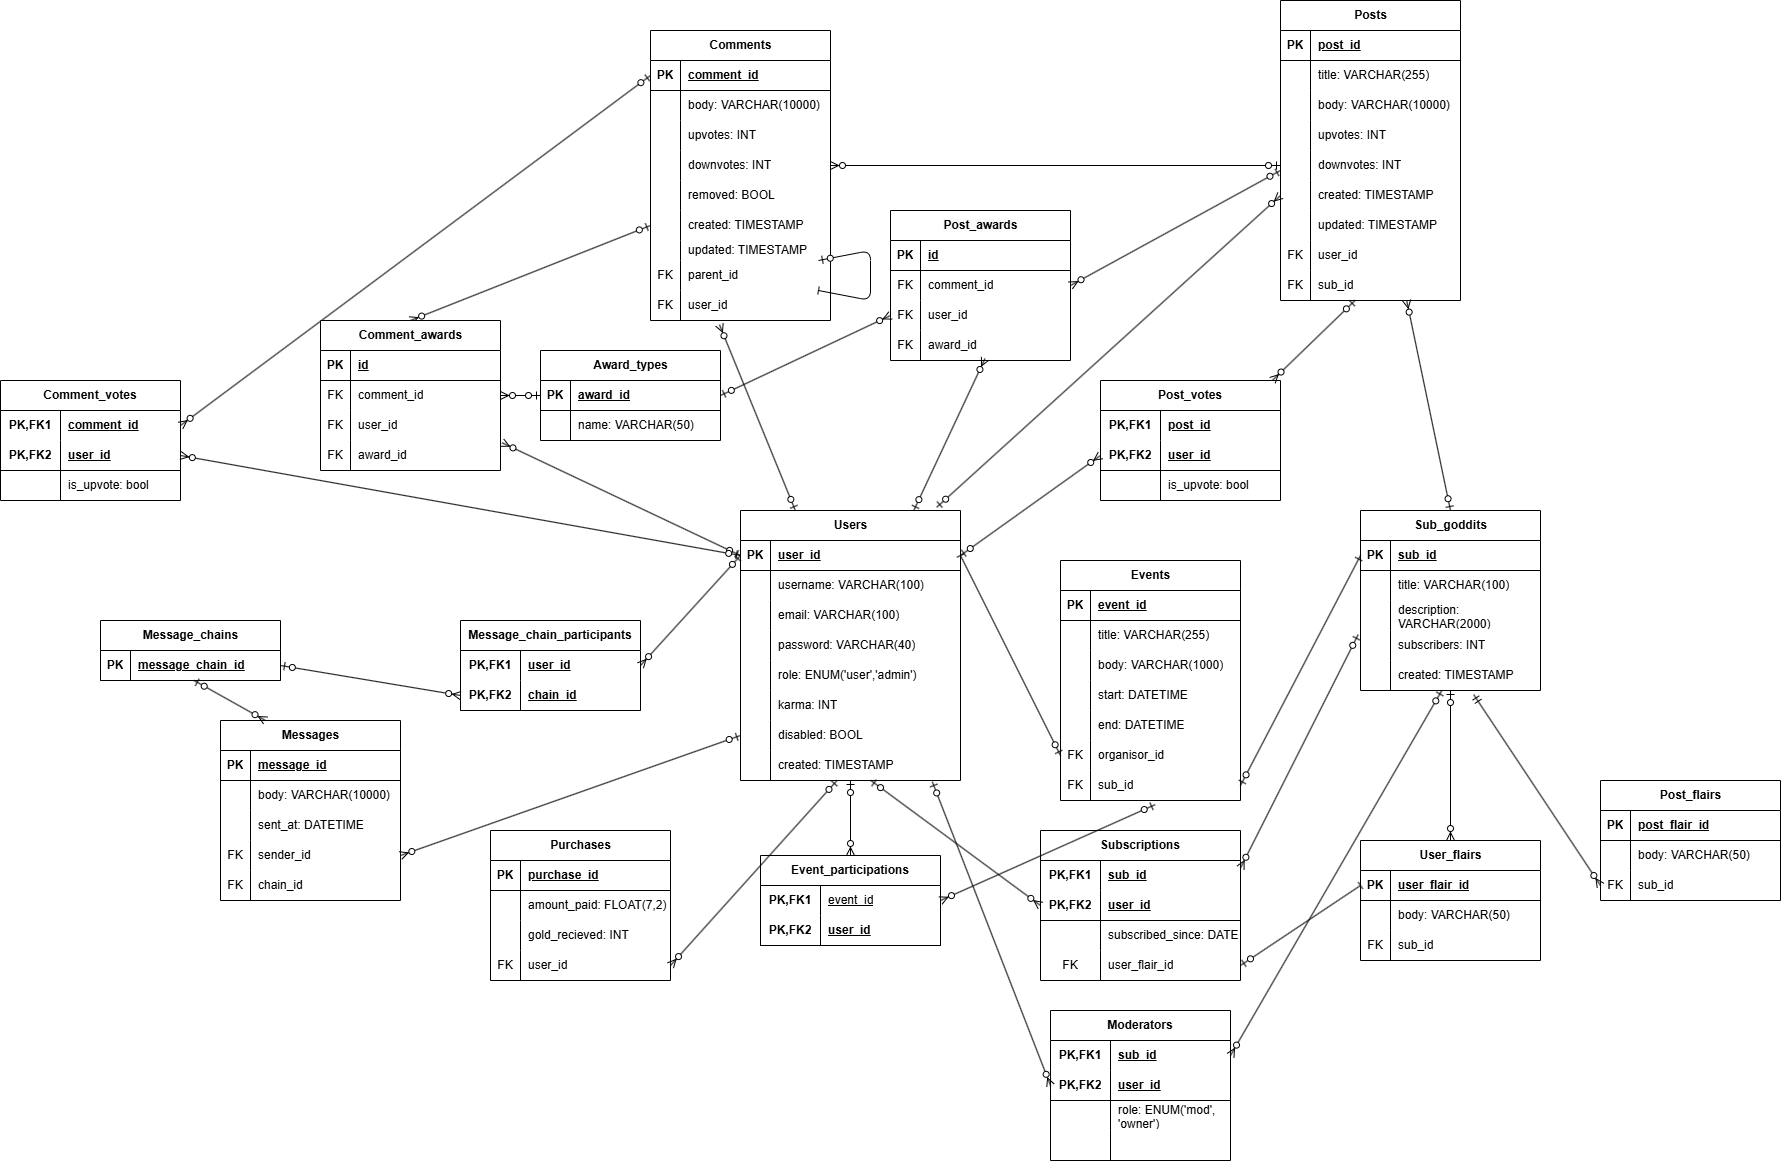 Posts
PK post_id
title: VARCHAR(255)
body: VARCHAR(10000)
upvotes: INT
downvotes: INT
created: TIMESTAMP
updated: TIMESTAMP
FK user_id
FK sub_id
Comments
PK comment_id
body: VARCHAR(10000)
upvotes: INT
downvotes: INT
removed: BOOL
created: TIMESTAMP
updated: TIMESTAMP
FK parent_id
FK user_id
Post_awards
PK id
FK comment_id
FK user_id
FK award_id
Comment_awards
PK id
FK comment_id
FK user_id
FK award_id
Award_types
PK award_id
name: VARCHAR(50)
Comment_votes
PK,FK1 comment_id
PK,FK2 user_id
is_upvote: bool
Post_votes
PK,FK1 post_id
PK,FK2 user_id
is_upvote: bool
Users
PK user_id
username: VARCHAR(100)
email: VARCHAR(100)
password: VARCHAR(40)
role: ENUM('user','admin')
karma: INT
disabled: BOOL
created: TIMESTAMP
Sub_goddits
PK sub_id
title: VARCHAR(100)
description:
VARCHAR(2000)
subscribers: INT
created: TIMESTAMP
Events
PK event_id
title: VARCHAR(255)
body: VARCHAR(1000)
start: DATETIME
end: DATETIME
FK organisor_id
FK sub_id
Message_chains
PK message_chain_id
Message_chain_participants
PK,FK1 user_id
PK,FK2 chain_id
Messages
PK message_id
body: VARCHAR(10000)
sent_at: DATETIME
FK sender_id
FK chain_id
Purchases
PK purchase_id
amount_paid: FLOAT(7,2)
gold_recieved: INT
FK user_id
Event_participations
PK,FK1 event_id
PK,FK2 user_id
Subscriptions
PK,FK1 sub_id
PK,FK2 user_id
subscribed_since: DATE
FK user_flair_id
User_flairs
PK user_flair_id
body: VARCHAR(50)
FK sub_id
Post_flairs
PK post_flair_id
body: VARCHAR(50)
FK sub_id
Moderators
PK,FK1 sub_id
PK,FK2 user_id
role: ENUM('mod',
'owner')